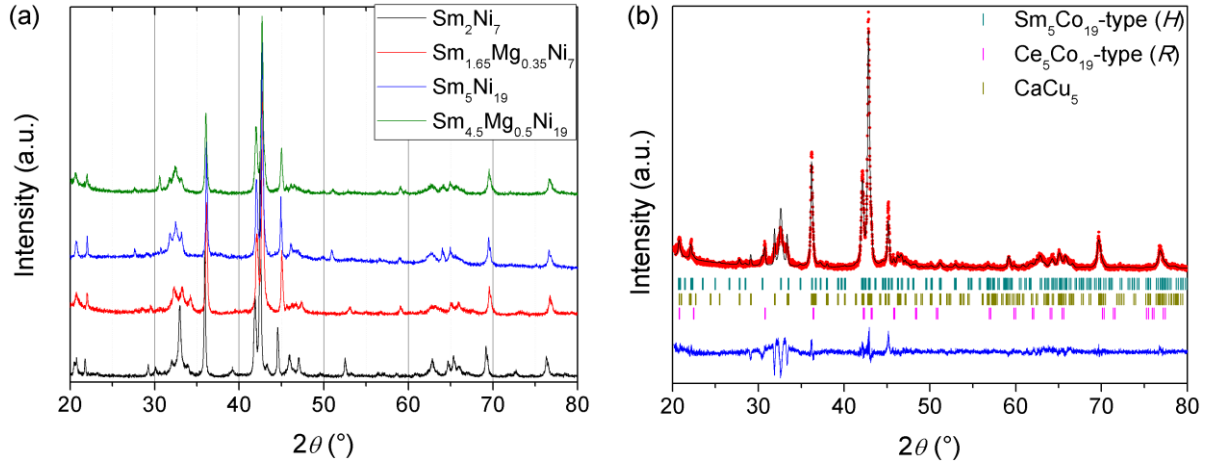 (a)
Sm₂Ni₇
Sm₁.₆₅Mg₀.₃₅Ni₇
Sm₅Ni₁₉
Sm₄.₅Mg₀.₅Ni₁₉
Intensity (a.u.)
20 30 40 50 60 70 80
2θ (°)
(b)
Sm₅Co₁₉-type (H)
Ce₅Co₁₉-type (R)
CaCu₅
Intensity (a.u.)
20 30 40 50 60 70 80
2θ (°)